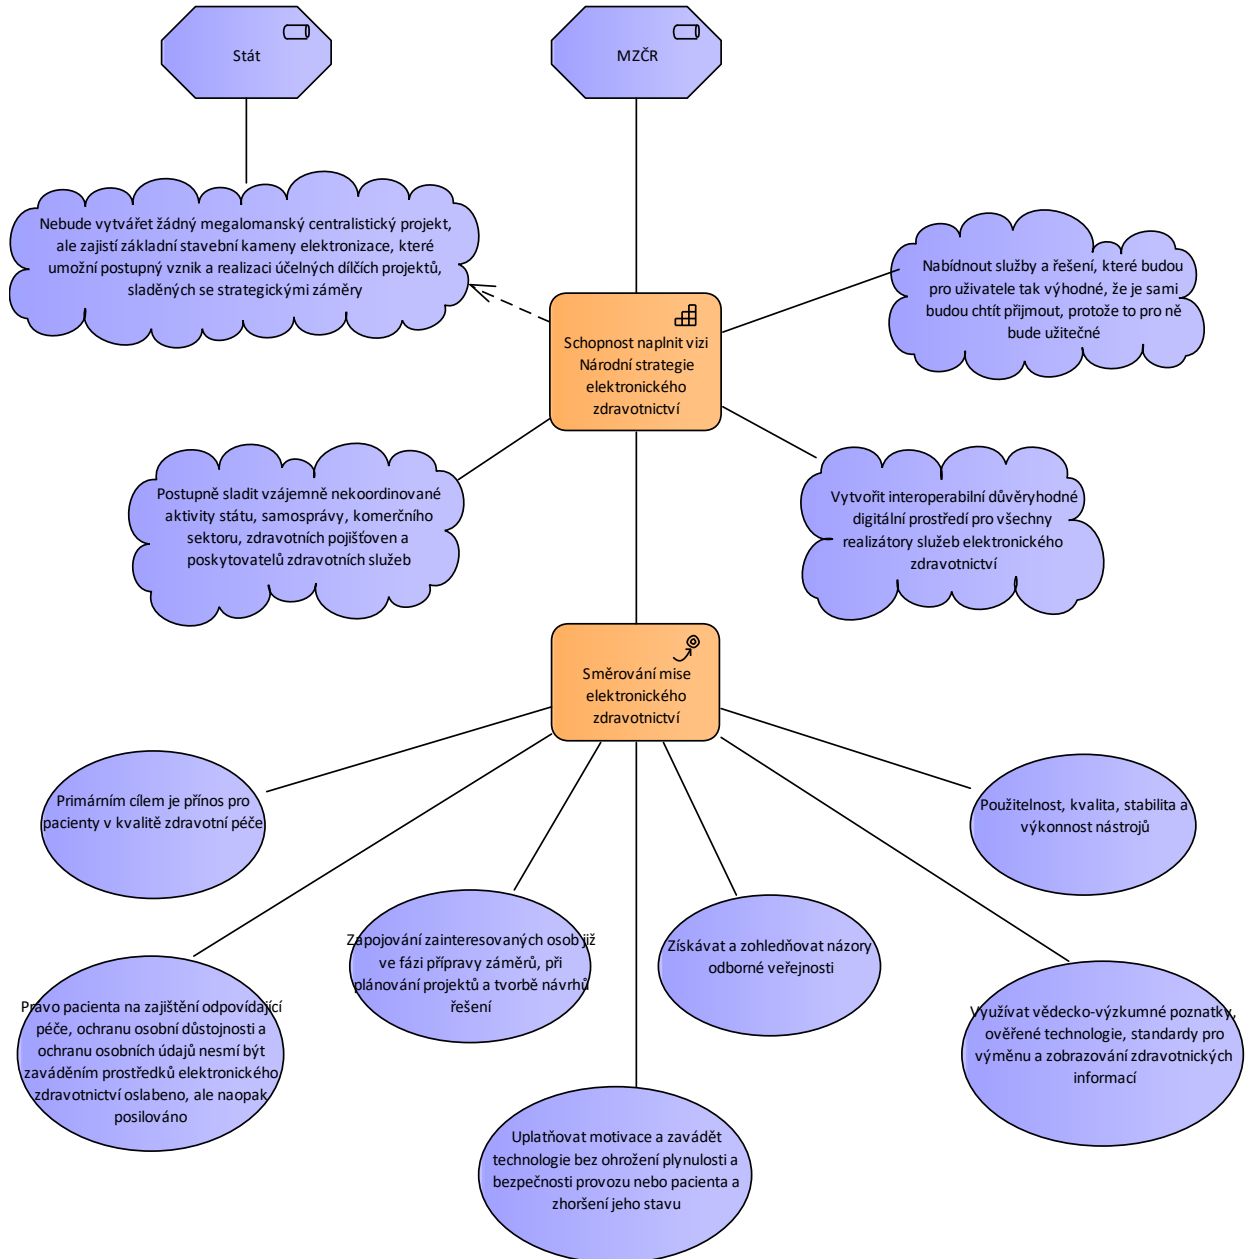 Stát
MZČR
Nebude vytvářet žádný megalomanský centralistický projekt,
ale zajistí základní stavební kameny elektronizace, které
umožní postupný vznik a realizaci účelných dílčích projektů,
sladěných se strategickými záměry
Nabídnout služby a řešení, které budou
pro uživatele tak výhodné, že je sami
budou chtít přijmout, protože to pro ně
bude užitečné
Schopnost naplnit vizi
Národní strategie
elektronického
zdravotnictví
Postupně sladit vzájemně nekoordinované
aktivity státu, samosprávy, komerčního
sektoru, zdravotních pojišťoven a
poskytovatelů zdravotních služeb
Vytvořit interoperabilní důvěryhodné
digitální prostředí pro všechny
realizátory služeb elektronického
zdravotnictví
Směrování mise
elektronického
zdravotnictví
Primárním cílem je přínos pro
pacienty v kvalitě zdravotní péče
Použitelnost, kvalita, stabilita a
výkonnost nástrojů
Zapojování zainteresovaných osob již
ve fázi přípravy záměrů, při
plánování projektů a tvorbě návrhů
řešení
Získávat a zohledňovat názory
odborné veřejnosti
Právo pacienta na zajištění odpovídající
péče, ochranu osobní důstojnosti a
ochranu osobních údajů nesmí být
zaváděním prostředků elektronického
zdravotnictví oslabeno, ale naopak
posilováno
Využívat vědecko-výzkumné poznatky,
ověřené technologie, standardy pro
výměnu a zobrazování zdravotnických
informací
Uplatňovat motivace a zavádět
technologie bez ohrožení plynulosti a
bezpečnosti provozu nebo pacienta a
zhoršení jeho stavu